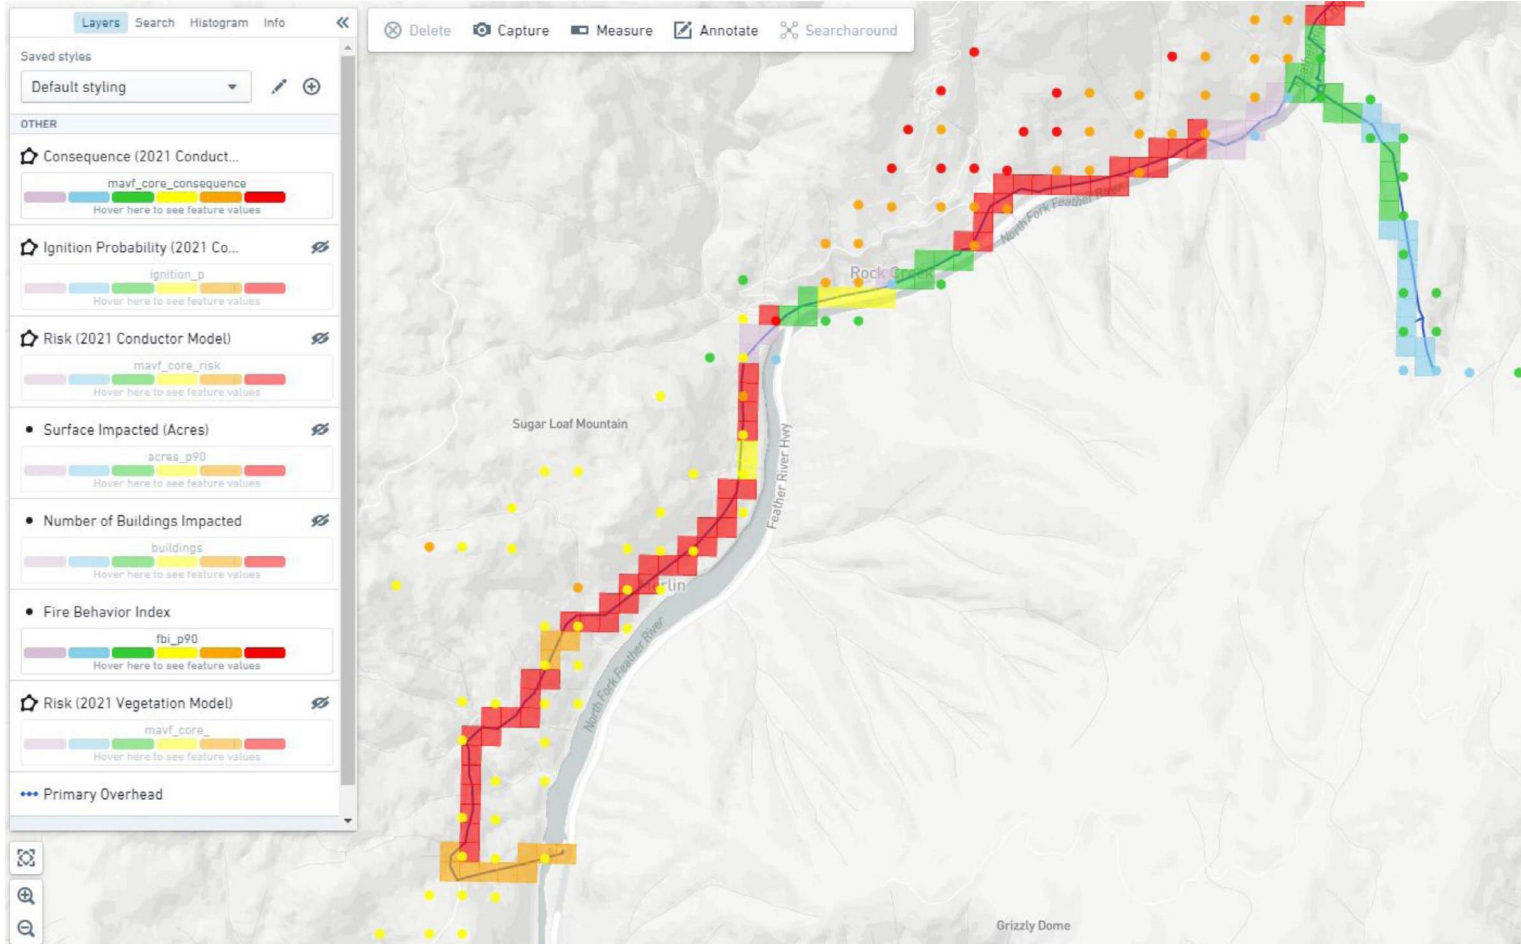 Layers Search Histogram Info
Saved styles
Default styling
OTHER
Consequence (2021 Conduct...
mavf_core_consequence
Hover here to see feature values
Ignition Probability (2021 Co...
ignition_p
Hover here to see feature values
Risk (2021 Conductor Model)
mavf_core_risk
Hover here to see feature values
Surface Impacted (Acres)
acres_p90
Hover here to see feature values
Number of Buildings Impacted
buildings
Hover here to see feature values
Fire Behavior Index
fbi_p90
Hover here to see feature values
Risk (2021 Vegetation Model)
mavf_core_
Hover here to see feature values
Primary Overhead
Delete Capture Measure Annotate Searcharound
North Fork Feather River
Rock Creek
Sugar Loaf Mountain
Feather River Hwy
North Fork Feather River
Grizzly Dome